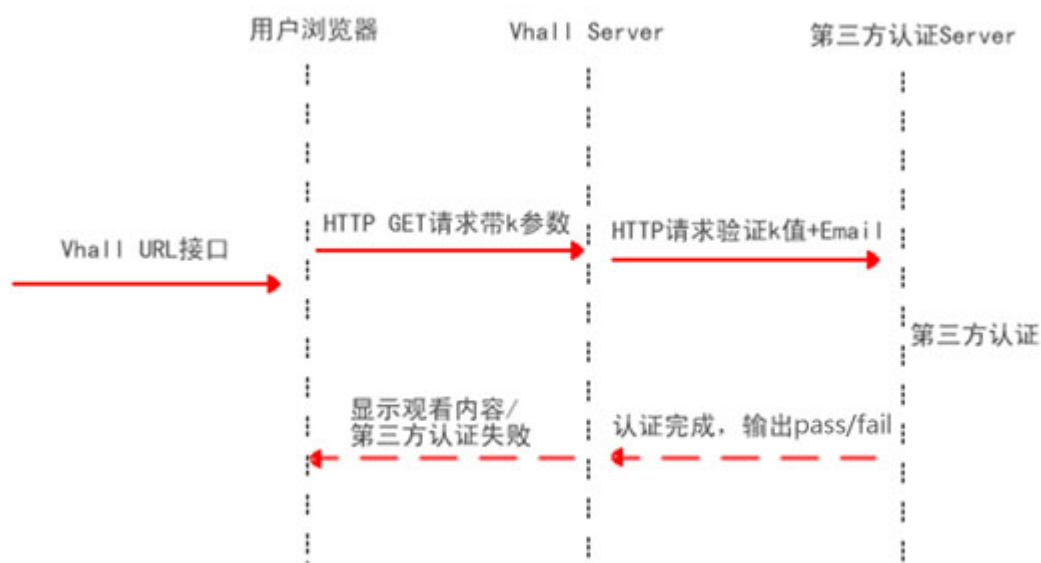 用户浏览器
Vhall Server
第三方认证Server
Vhall URL接口
HTTP GET请求带k参数
HTTP请求验证k值+Email
第三方认证
显示观看内容/
第三方认证失败
认证完成，输出pass/fail